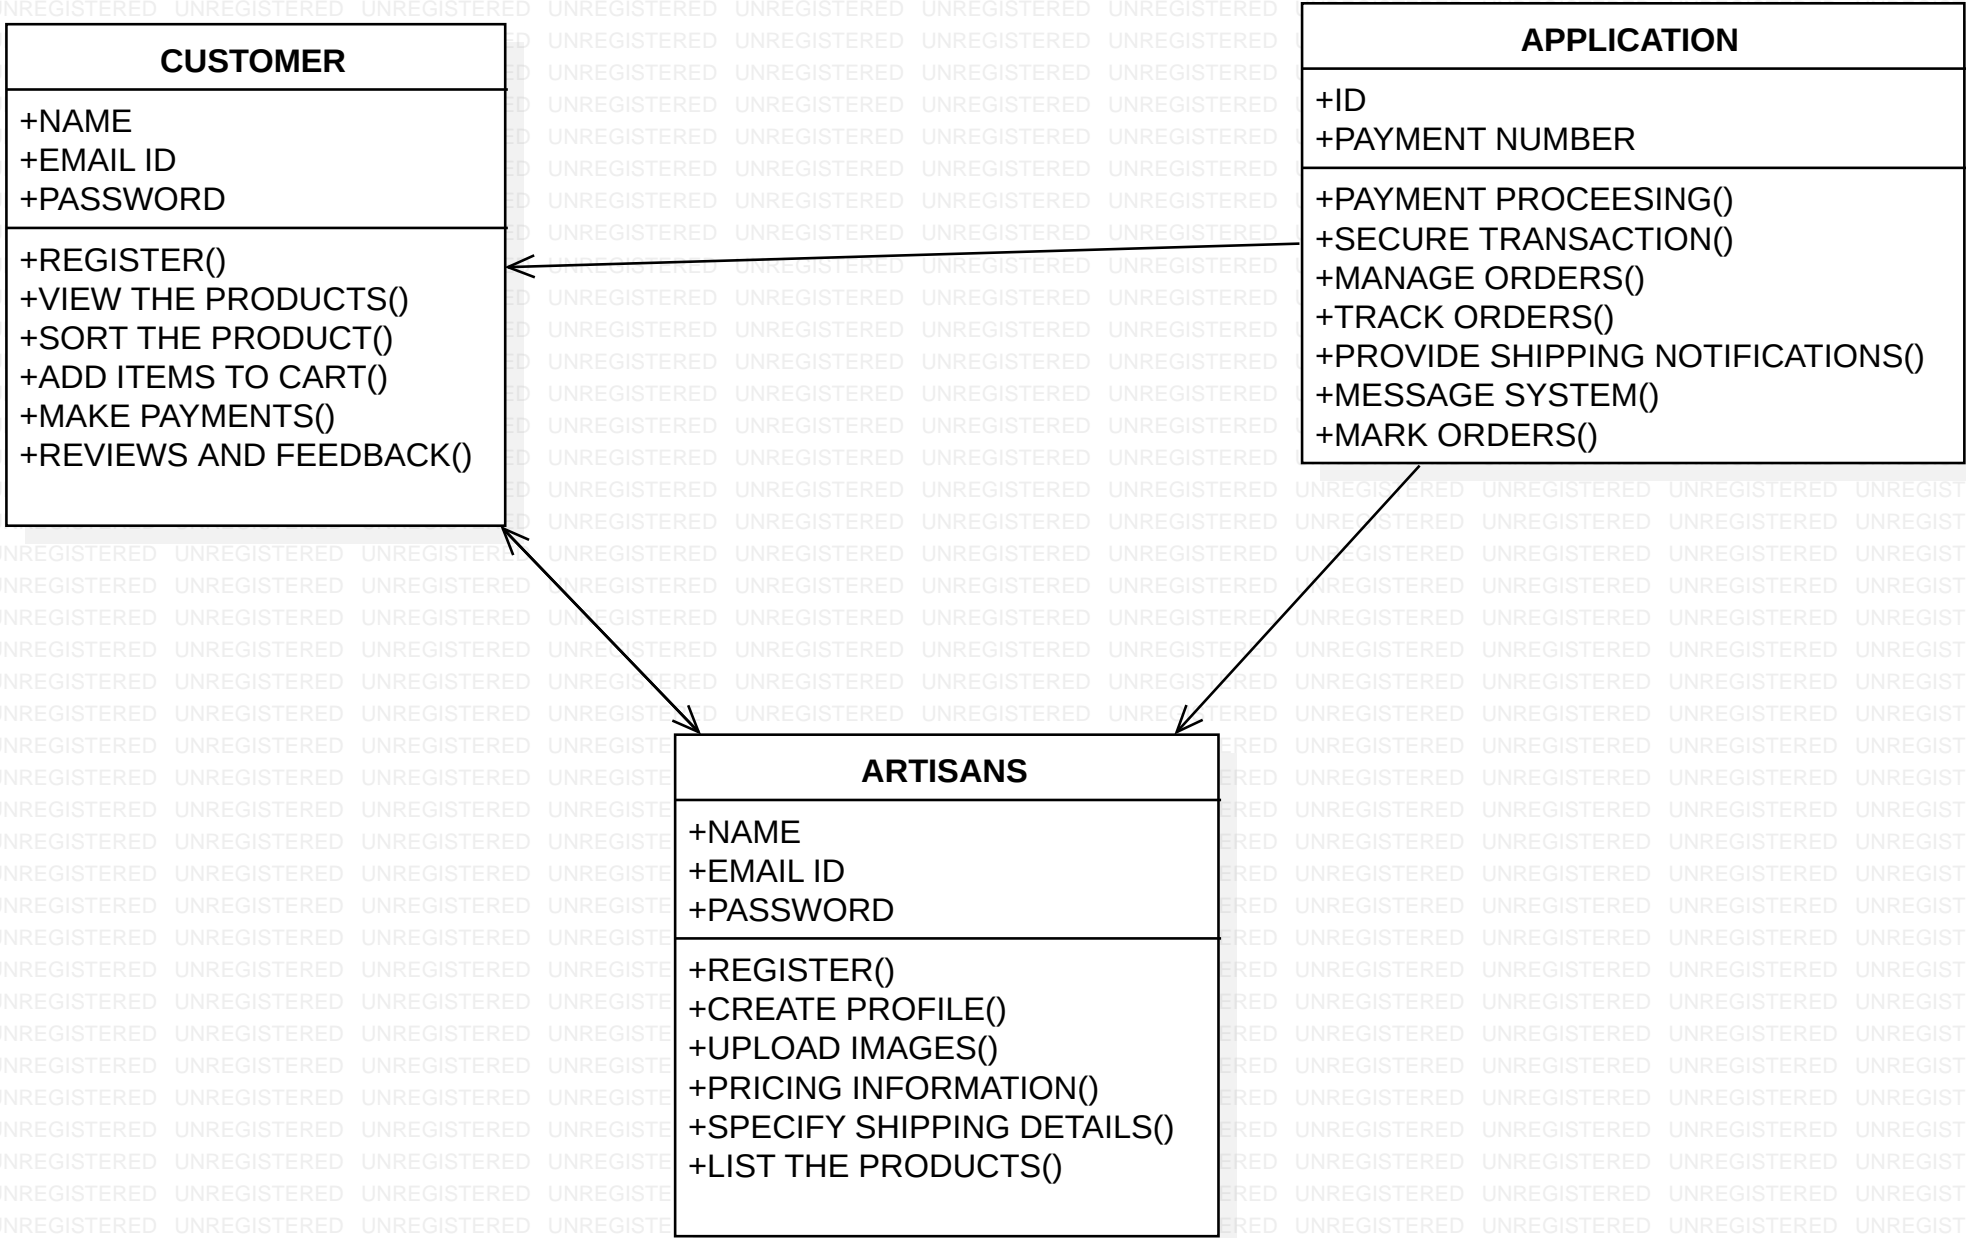 CUSTOMER
+NAME
+EMAIL ID
+PASSWORD
+REGISTER()
+VIEW THE PRODUCTS()
+SORT THE PRODUCT()
+ADD ITEMS TO CART()
+MAKE PAYMENTS()
+REVIEWS AND FEEDBACK()
APPLICATION
+ID
+PAYMENT NUMBER
+PAYMENT PROCEESING()
+SECURE TRANSACTION()
+MANAGE ORDERS()
+TRACK ORDERS()
+PROVIDE SHIPPING NOTIFICATIONS()
+MESSAGE SYSTEM()
+MARK ORDERS()
ARTISANS
+NAME
+EMAIL ID
+PASSWORD
+REGISTER()
+CREATE PROFILE()
+UPLOAD IMAGES()
+PRICING INFORMATION()
+SPECIFY SHIPPING DETAILS()
+LIST THE PRODUCTS()
UNREGISTERED